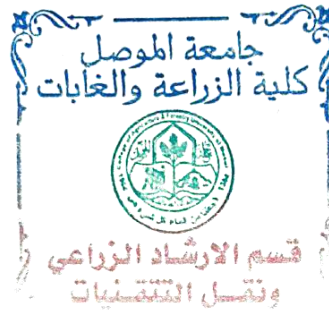 جامعة الموصل
كلية الزراعة والغابات
قسم الارشاد الزراعي
ونقل التقنيات